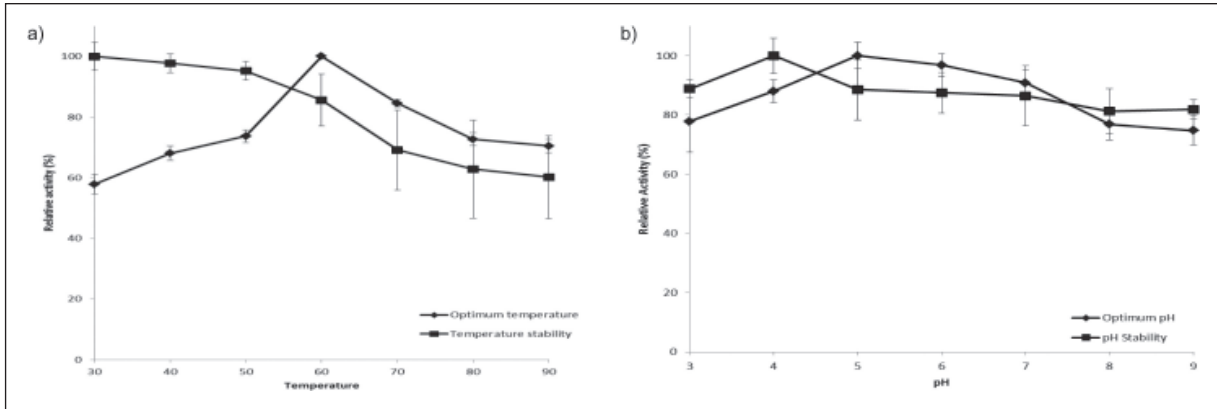 a)
Relative activity (%)
100
80
60
40
20
0
30 40 50 60 70 80 90
Temperature
Optimum temperature
Temperature stability
b)
Relative Activity (%)
100
80
60
40
20
0
3 4 5 6 7 8 9
pH
Optimum pH
pH Stability